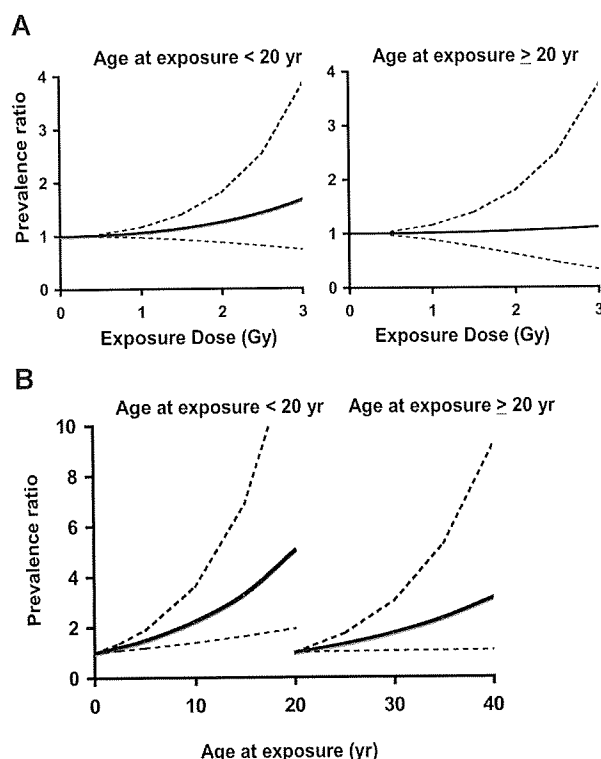 A
Age at exposure < 20 yr
Age at exposure ≥ 20 yr
Prevalence ratio
4
3
2
1
0
0 1 2 3
Exposure Dose (Gy)
4
3
2
1
0
0 1 2 3
Exposure Dose (Gy)
B
Age at exposure < 20 yr
Age at exposure ≥ 20 yr
Prevalence ratio
10
8
6
4
2
0
0 10 20 30 40
Age at exposure (yr)